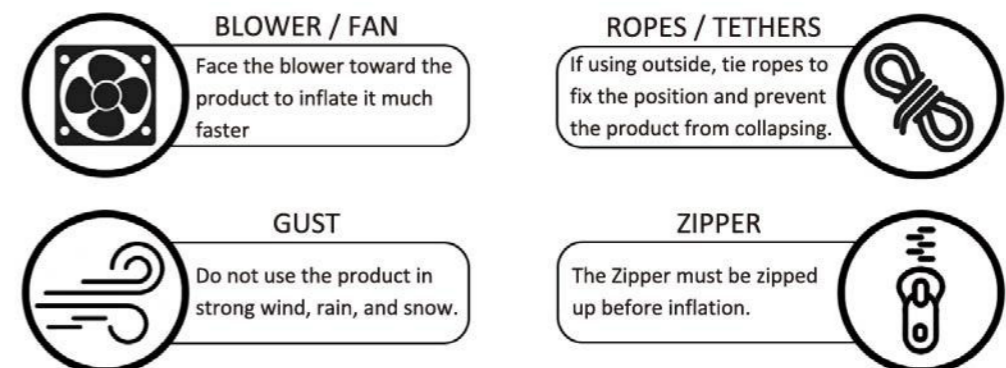 BLOWER / FAN
Face the blower toward the
product to inflate it much
faster
ROPES / TETHERS
If using outside, tie ropes to
fix the position and prevent
the product from collapsing.
GUST
Do not use the product in
strong wind, rain, and snow.
ZIPPER
The Zipper must be zipped
up before inflation.